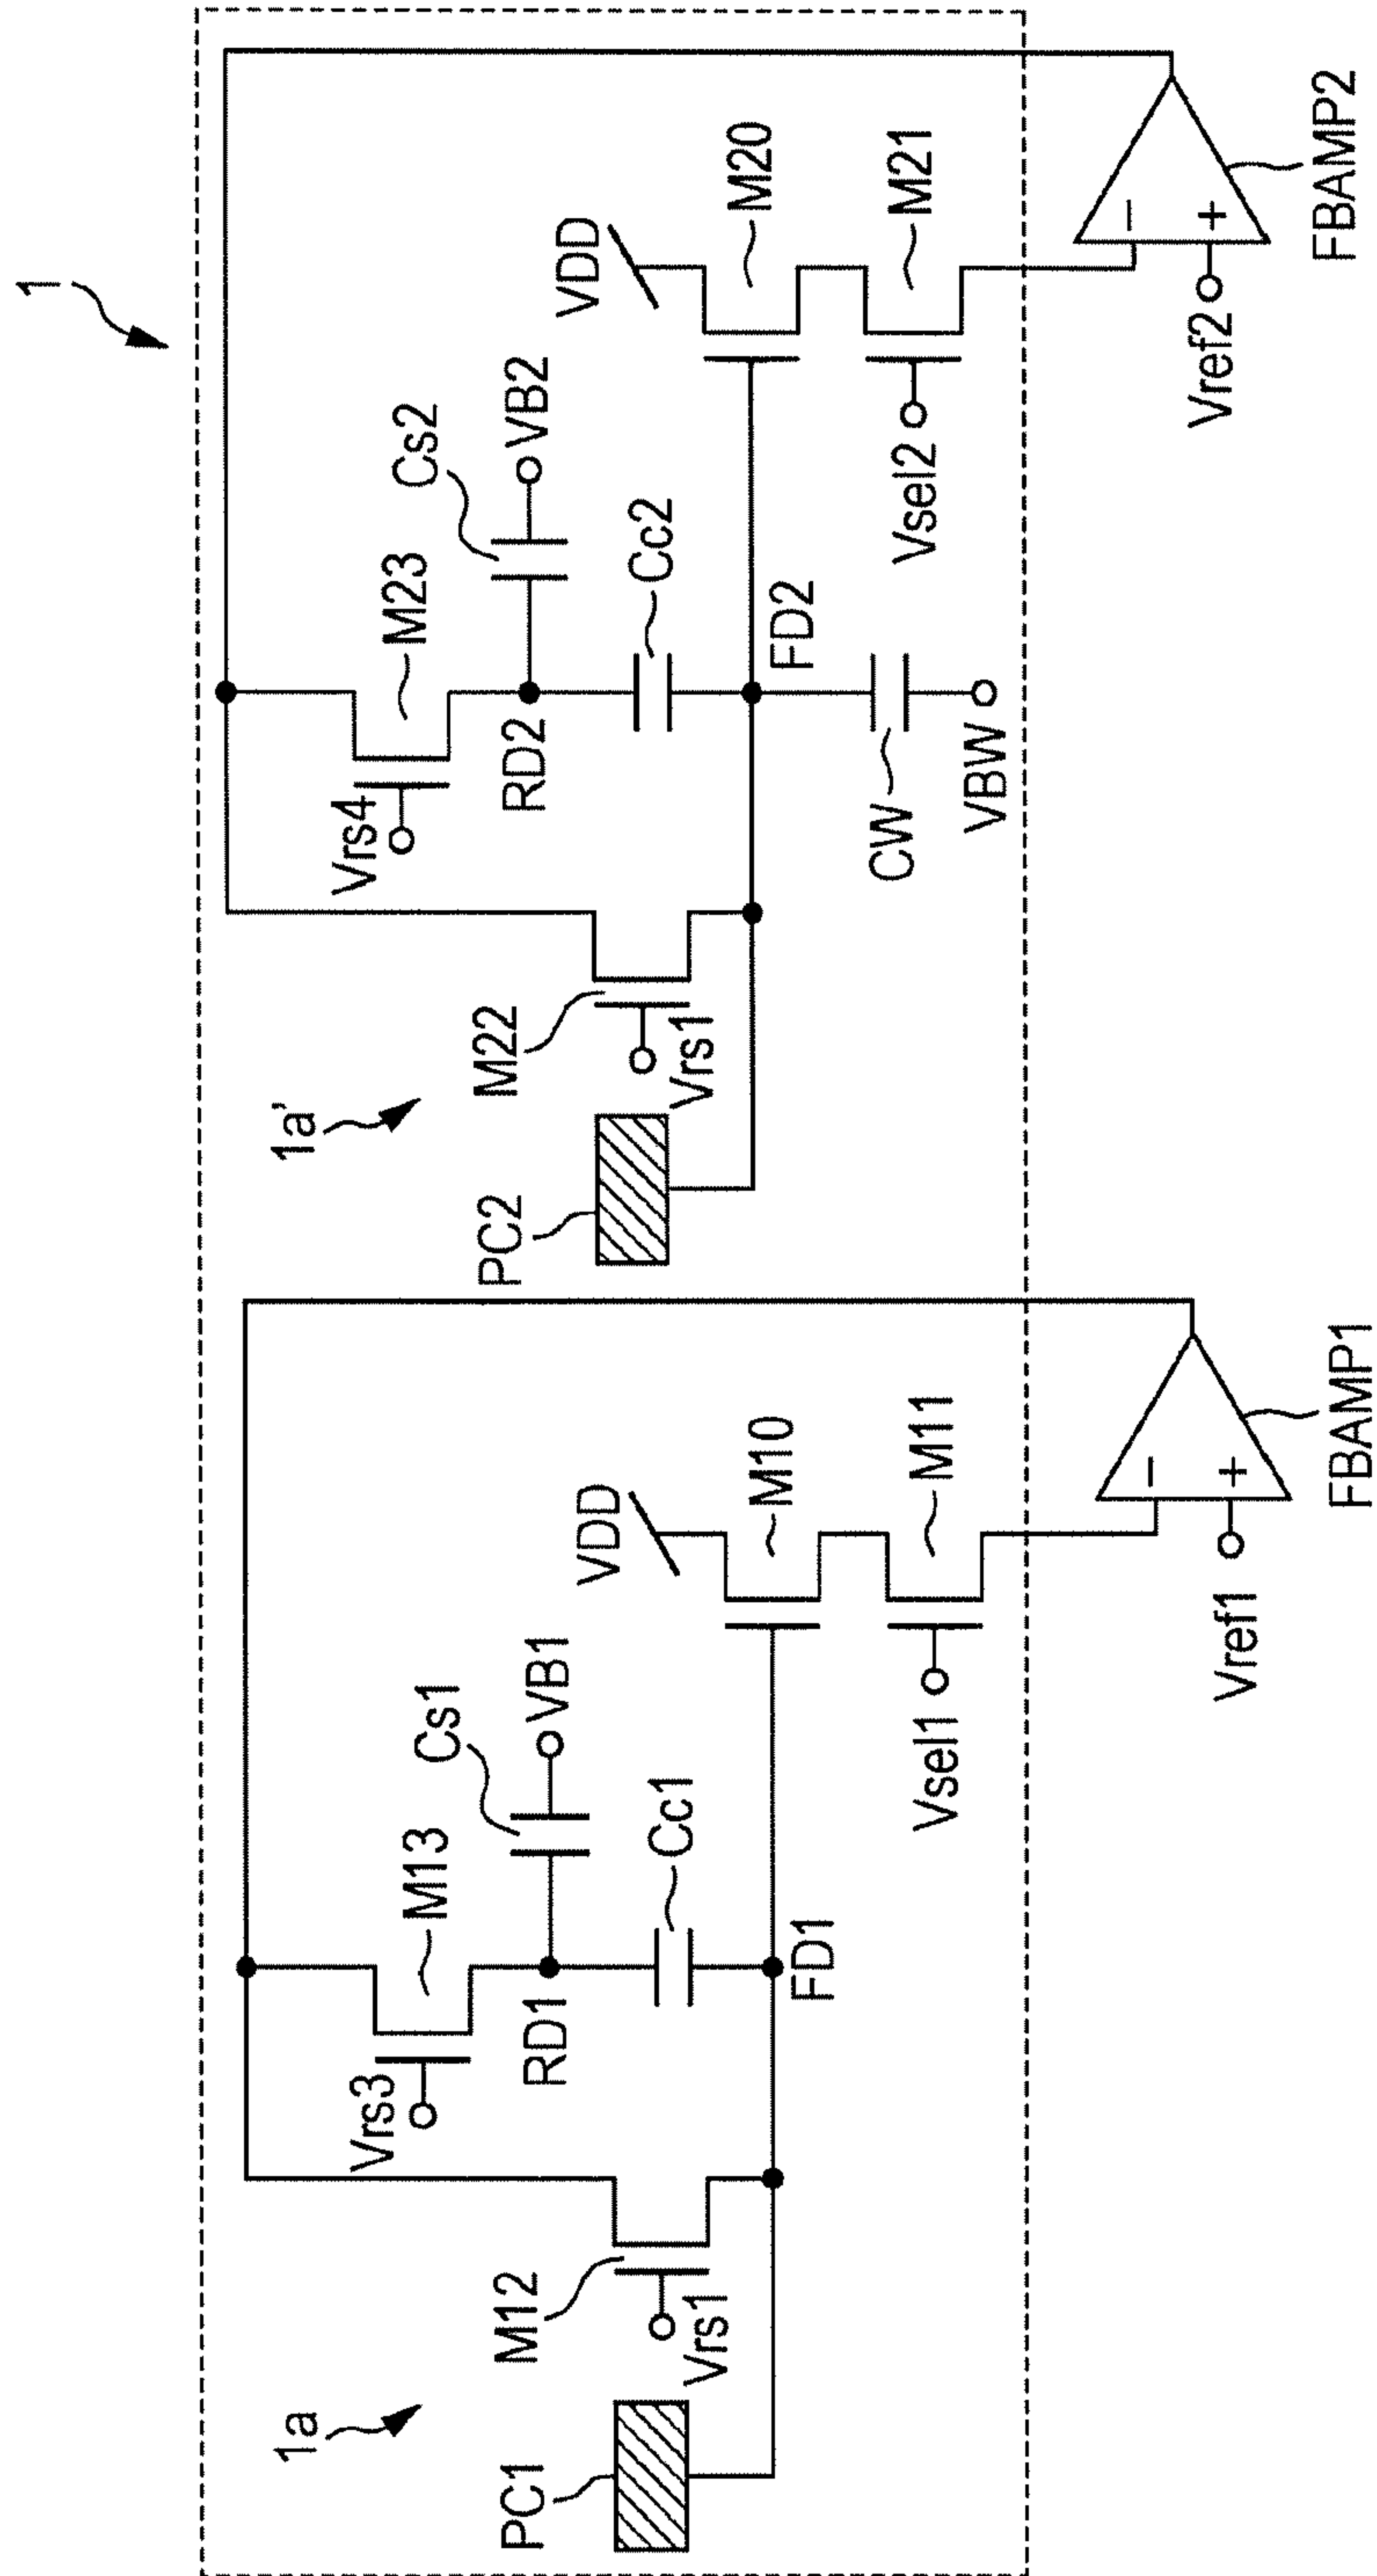 1
1a
PC1
M12
Vrs1
Vrs3
M13
RD1
Cs1
VB1
Cc1
FD1
VDD
M10
M11
Vsel1
Vref1
−
+
FBAMP1
1a'
PC2
M22
Vrs1
Vrs4
M23
RD2
Cs2
VB2
Cc2
FD2
CW
VBW
VDD
M20
M21
Vsel2
Vref2
−
+
FBAMP2